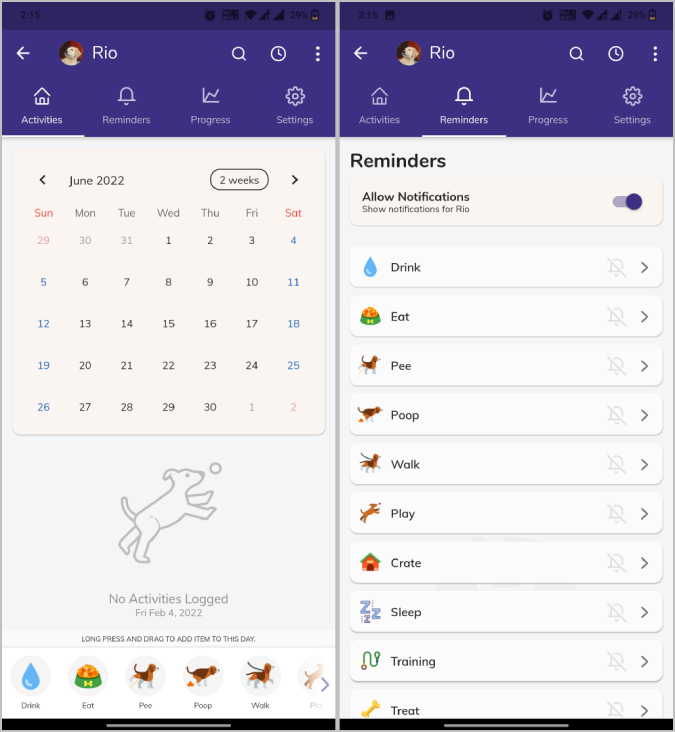 2:15
29%
Rio
Activities Reminders Progress Settings
June 2022 2 weeks
Sun Mon Tue Wed Thu Fri Sat
29 30 31 1 2 3 4
5 6 7 8 9 10 11
12 13 14 15 16 17 18
19 20 21 22 23 24 25
26 27 28 29 30 1 2
No Activities Logged
Fri Feb 4, 2022
LONG PRESS AND DRAG TO ADD ITEM TO THIS DAY.
Drink Eat Pee Poop Walk
2:15
29%
Rio
Activities Reminders Progress Settings
Reminders
Allow Notifications
Show notifications for Rio
Drink
Eat
Pee
Poop
Walk
Play
Crate
Sleep
Training
Treat